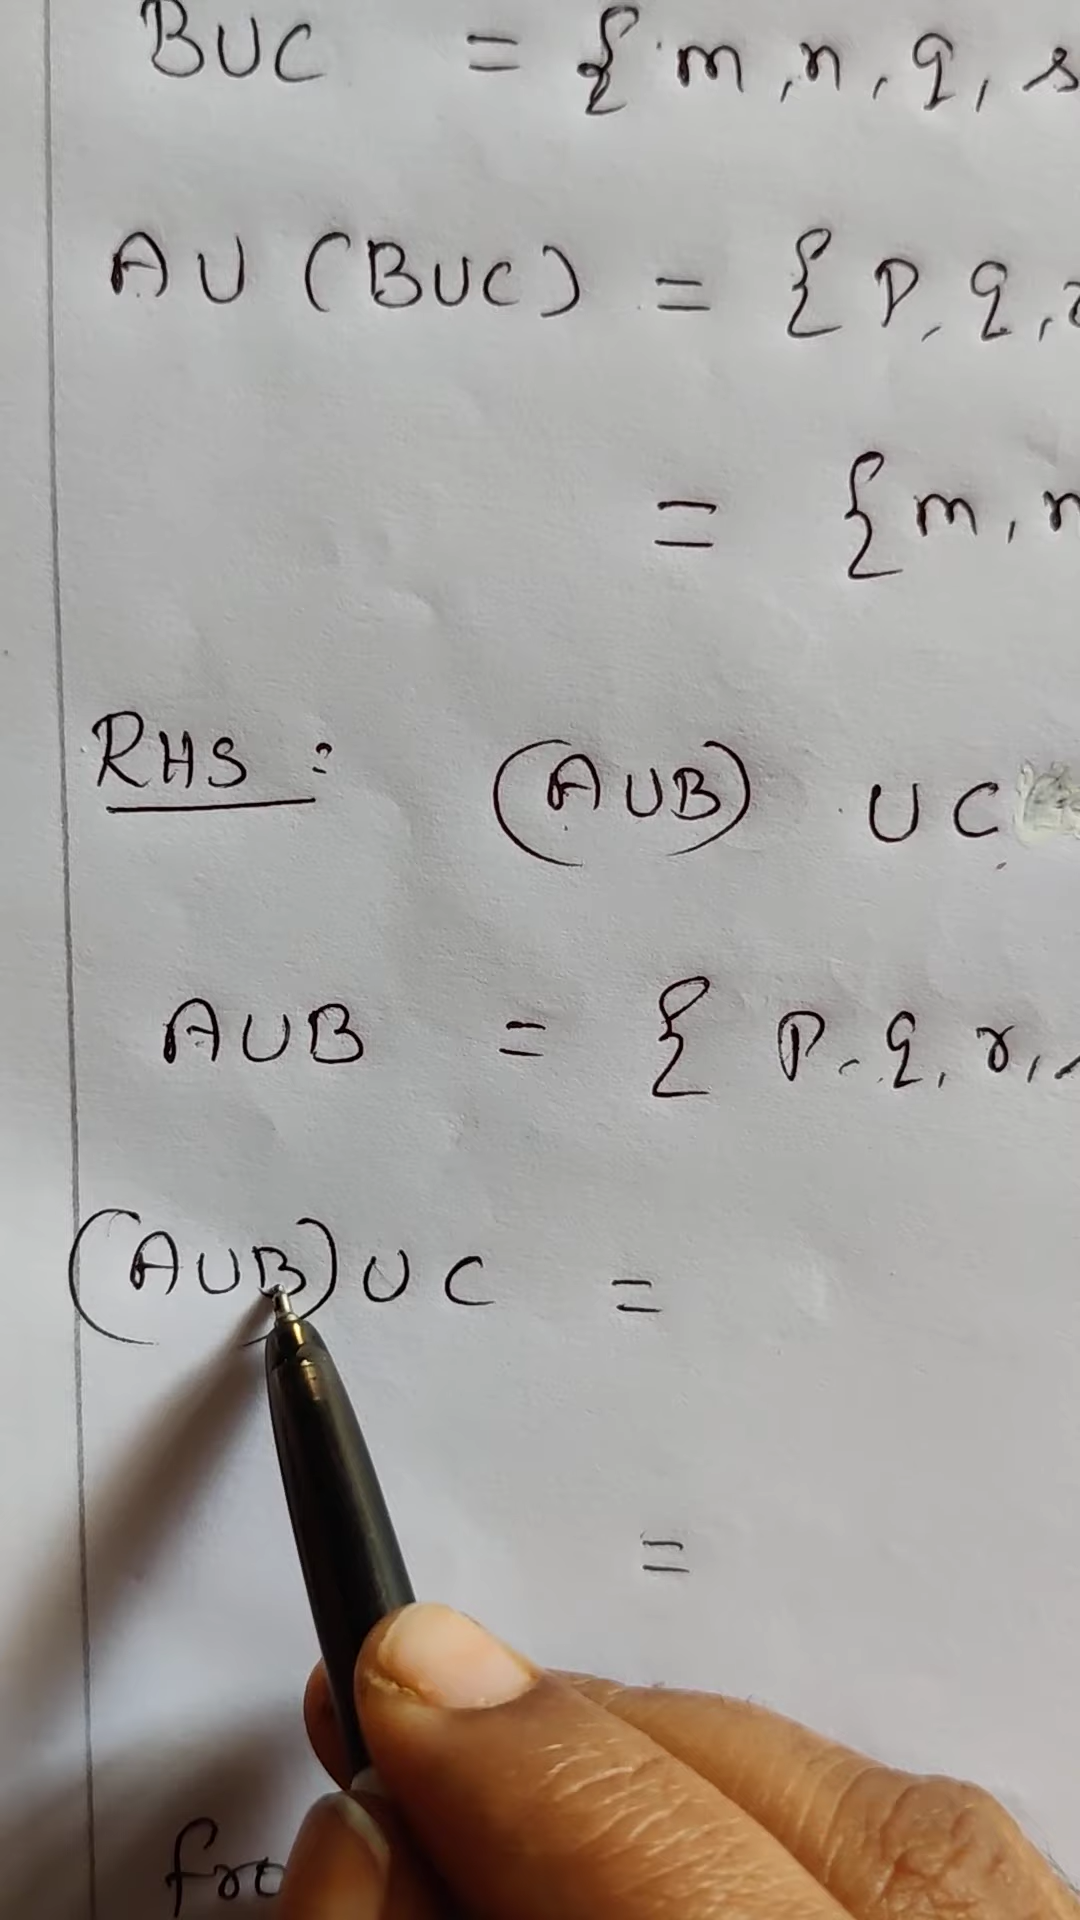 BUC = { m, n, q, s
AU (BUC) = { P, q, r
= { m, n
RHS : (AUB) UC
AUB = { P, q, r,
(AUB) UC =
=
fro